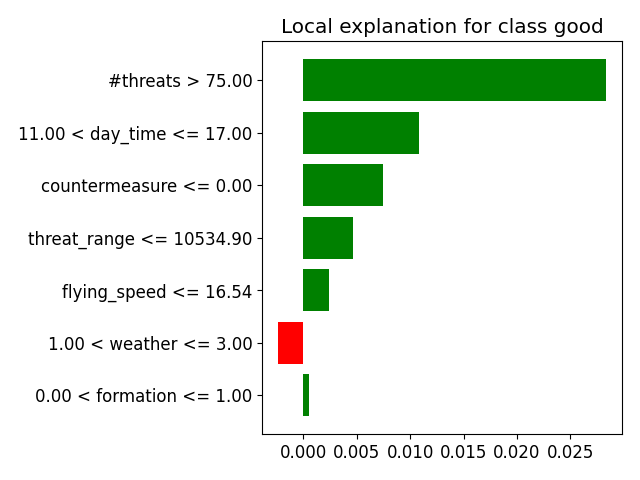 Local explanation for class good
#threats > 75.00
11.00 < day_time <= 17.00
countermeasure <= 0.00
threat_range <= 10534.90
flying_speed <= 16.54
1.00 < weather <= 3.00
0.00 < formation <= 1.00
0.000 0.005 0.010 0.015 0.020 0.025